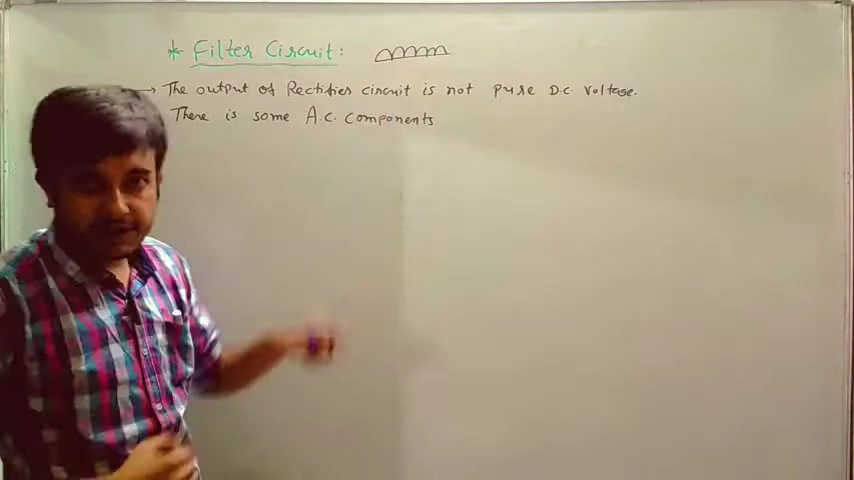 * Filter Circuit:
→ The output of Rectifier circuit is not pure D.C. Voltage.
There is some A.C. Components